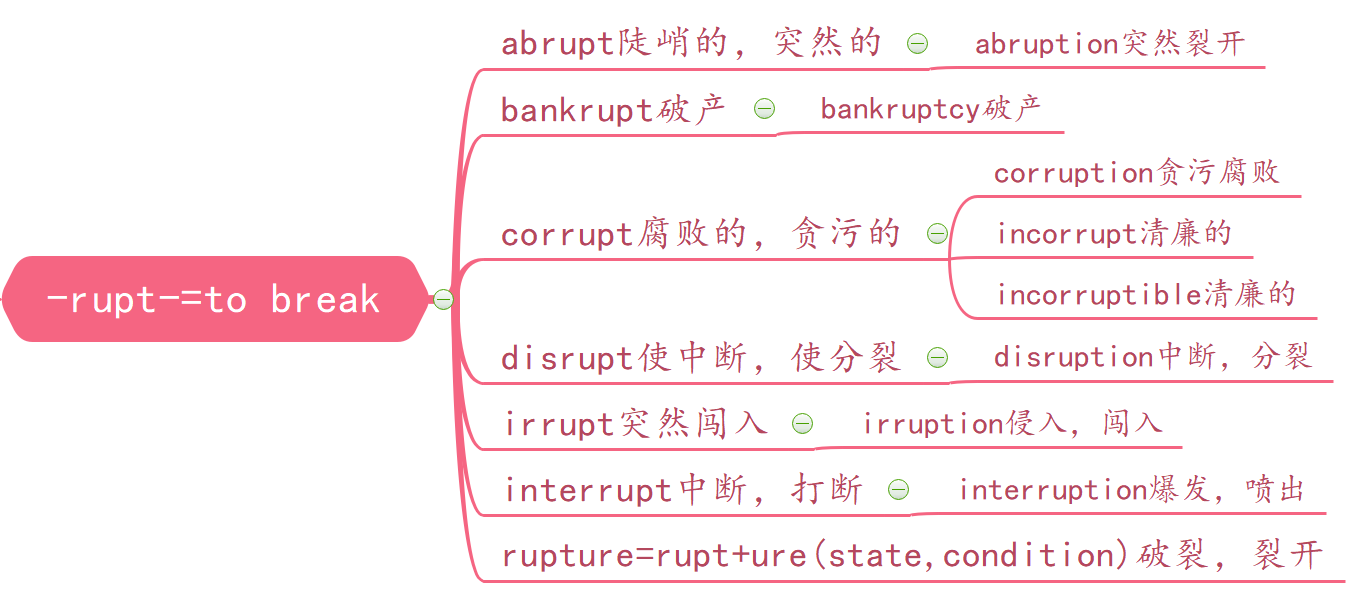 -rupt-=to break
abrupt陡峭的，突然的
abruption突然裂开
bankrupt破产
bankruptcy破产
corrupt腐败的，贪污的
corruption贪污腐败
incorrupt清廉的
incorruptible清廉的
disrupt使中断，使分裂
disruption中断，分裂
irrupt突然闯入
irruption侵入，闯入
interrupt中断，打断
interruption爆发，喷出
rupture=rupt+ure(state,condition)破裂，裂开